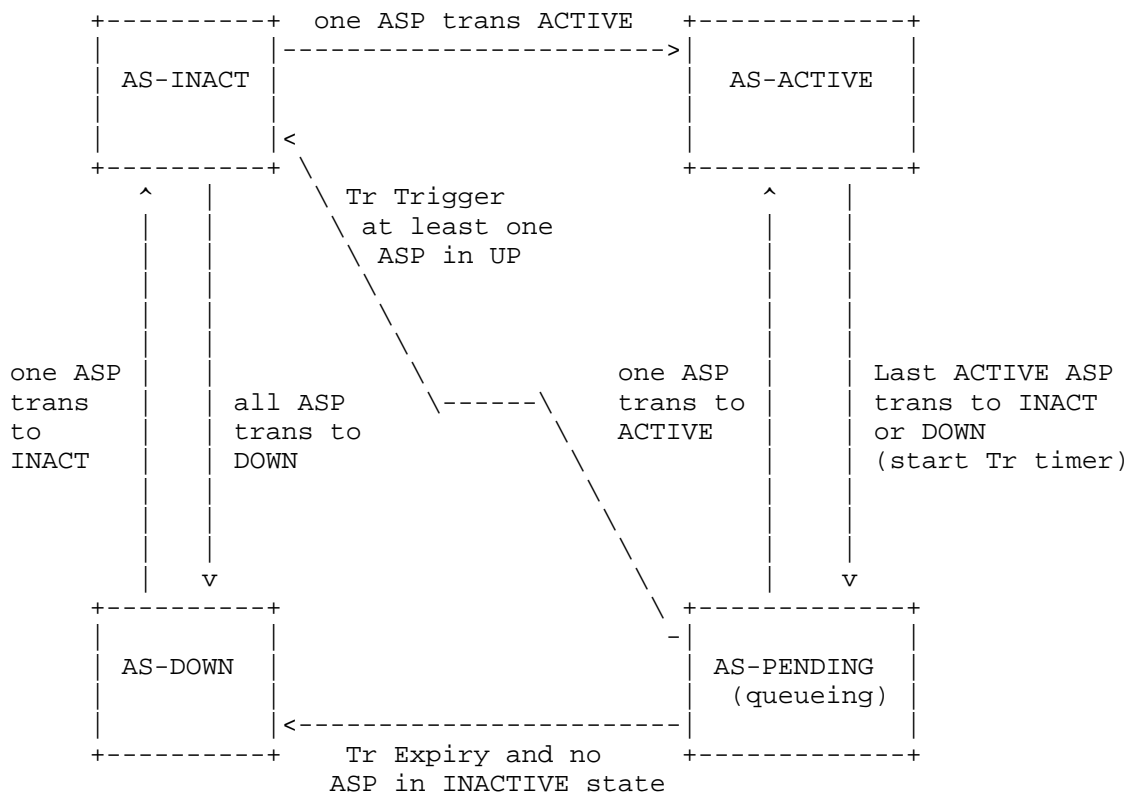 one ASP trans ACTIVE
AS-INACT
AS-ACTIVE
Tr Trigger
at least one
ASP in UP
one ASP
trans
to
INACT
all ASP
trans to
DOWN
one ASP
trans to
ACTIVE
Last ACTIVE ASP
trans to INACT
or DOWN
(start Tr timer)
AS-DOWN
AS-PENDING
(queueing)
Tr Expiry and no
ASP in INACTIVE state